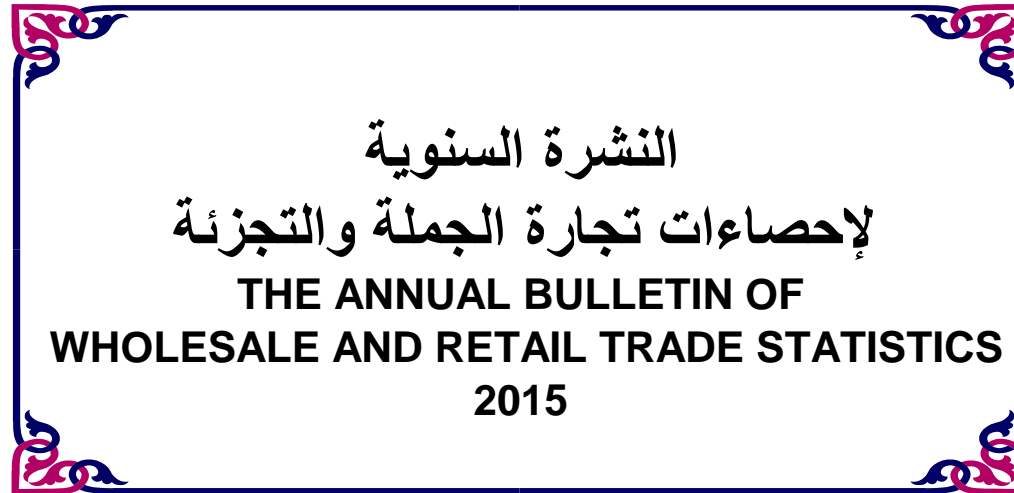 النشرة السنوية
لإحصاءات تجارة الجملة والتجزئة
THE ANNUAL BULLETIN OF
WHOLESALE AND RETAIL TRADE STATISTICS
2015